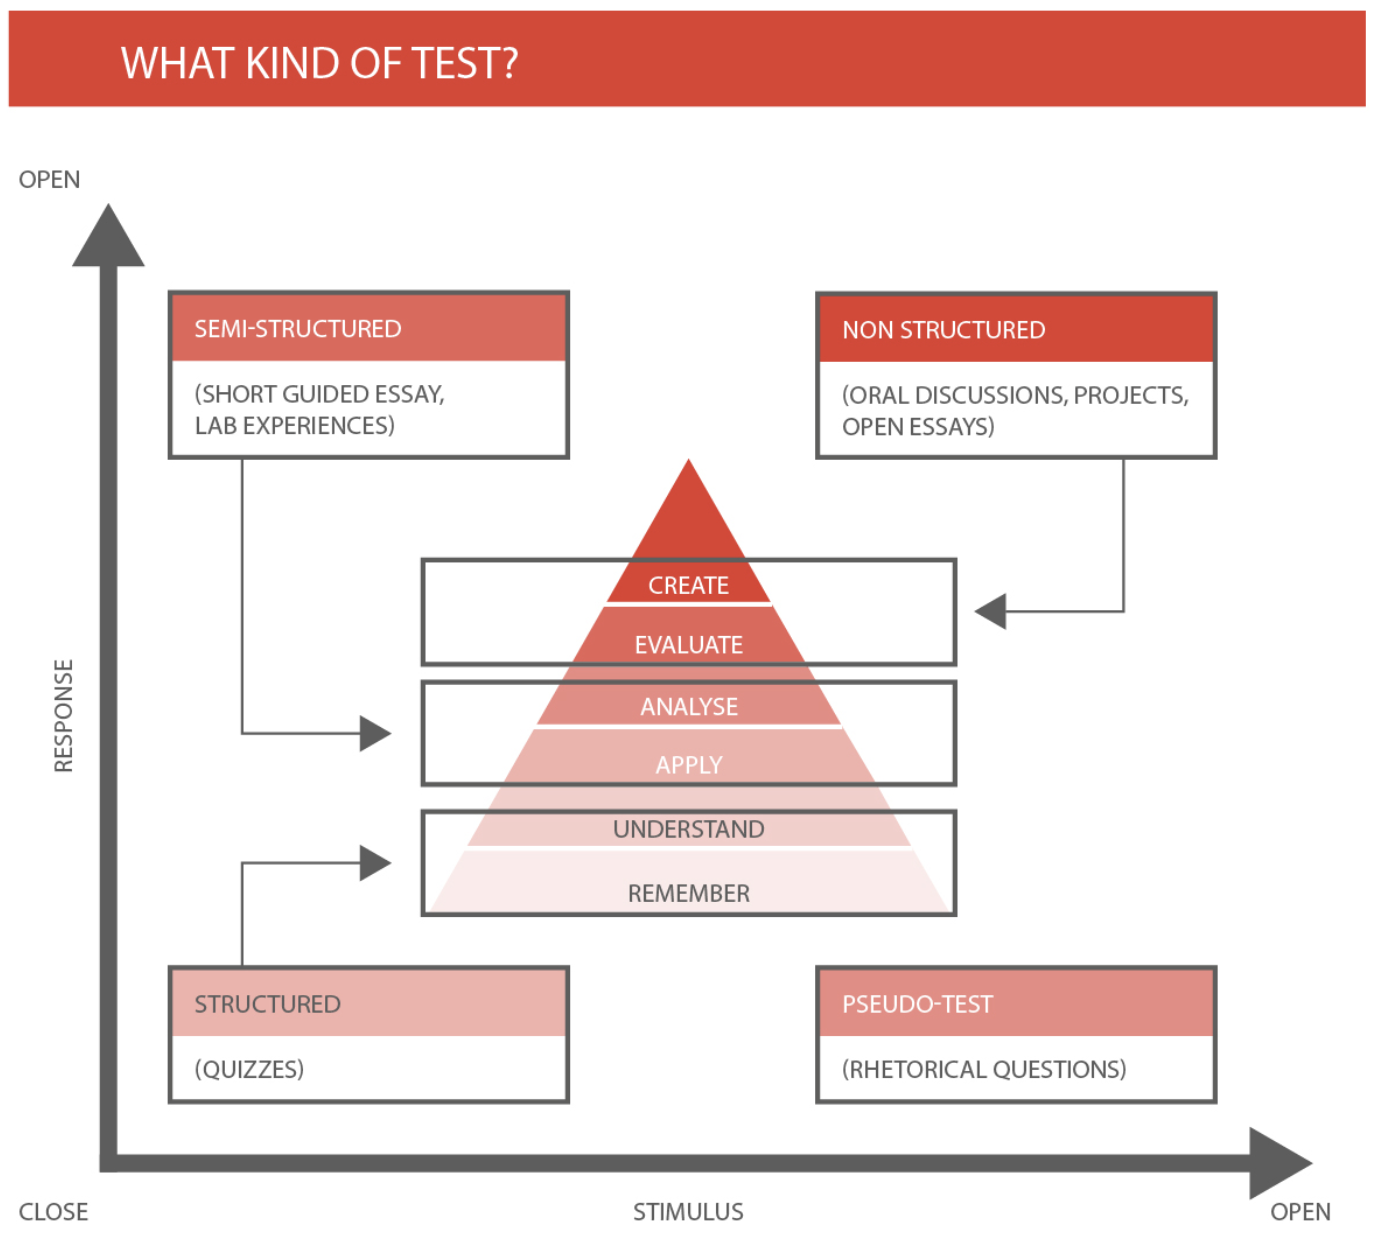 WHAT KIND OF TEST?
OPEN
SEMI-STRUCTURED
(SHORT GUIDED ESSAY,
LAB EXPERIENCES)
NON STRUCTURED
(ORAL DISCUSSIONS, PROJECTS,
OPEN ESSAYS)
CREATE
EVALUATE
ANALYSE
APPLY
UNDERSTAND
REMEMBER
RESPONSE
STRUCTURED
(QUIZZES)
PSEUDO-TEST
(RHETORICAL QUESTIONS)
CLOSE
STIMULUS
OPEN